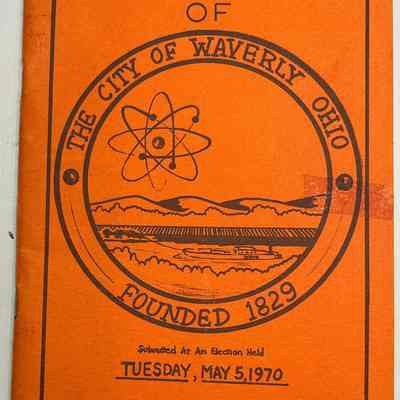 OF
THE CITY OF WAVERLY OHIO
FOUNDED 1829
Submitted At An Election Held
TUESDAY, MAY 5, 1970